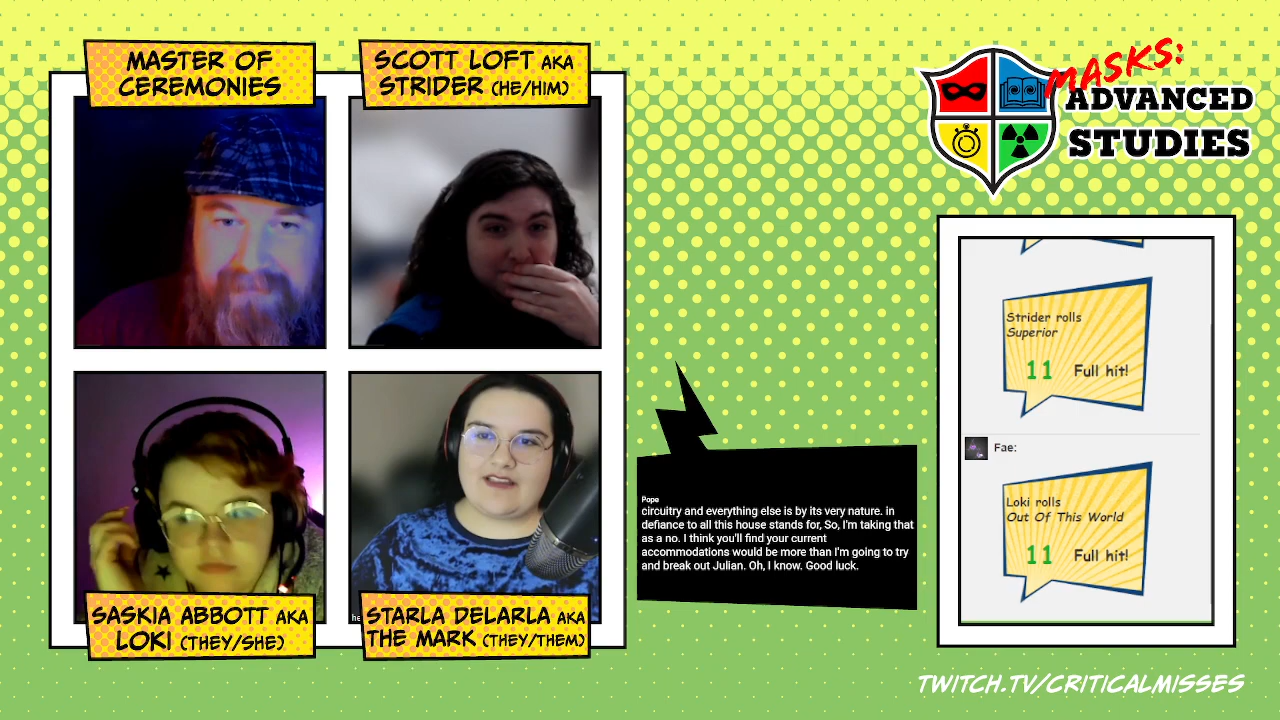 MASTER OF
CEREMONIES
SCOTT LOFT AKA
STRIDER (HE/HIM)
SASKIA ABBOTT AKA
LOKI (THEY/SHE)
he
STARLA DELARLA AKA
THE MARK (THEY/THEM)
Pope
circuitry and everything else is by its very nature. in
defiance to all this house stands for, So, I'm taking that
as a no. I think you'll find your current
accommodations would be more than I'm going to try
and break out Julian. Oh, I know. Good luck.
MASKS:
ADVANCED
STUDIES
Strider rolls
Superior
11 Full hit!
Fae:
Loki rolls
Out Of This World
11 Full hit!
TWITCH.TV/CRITICALMISSES